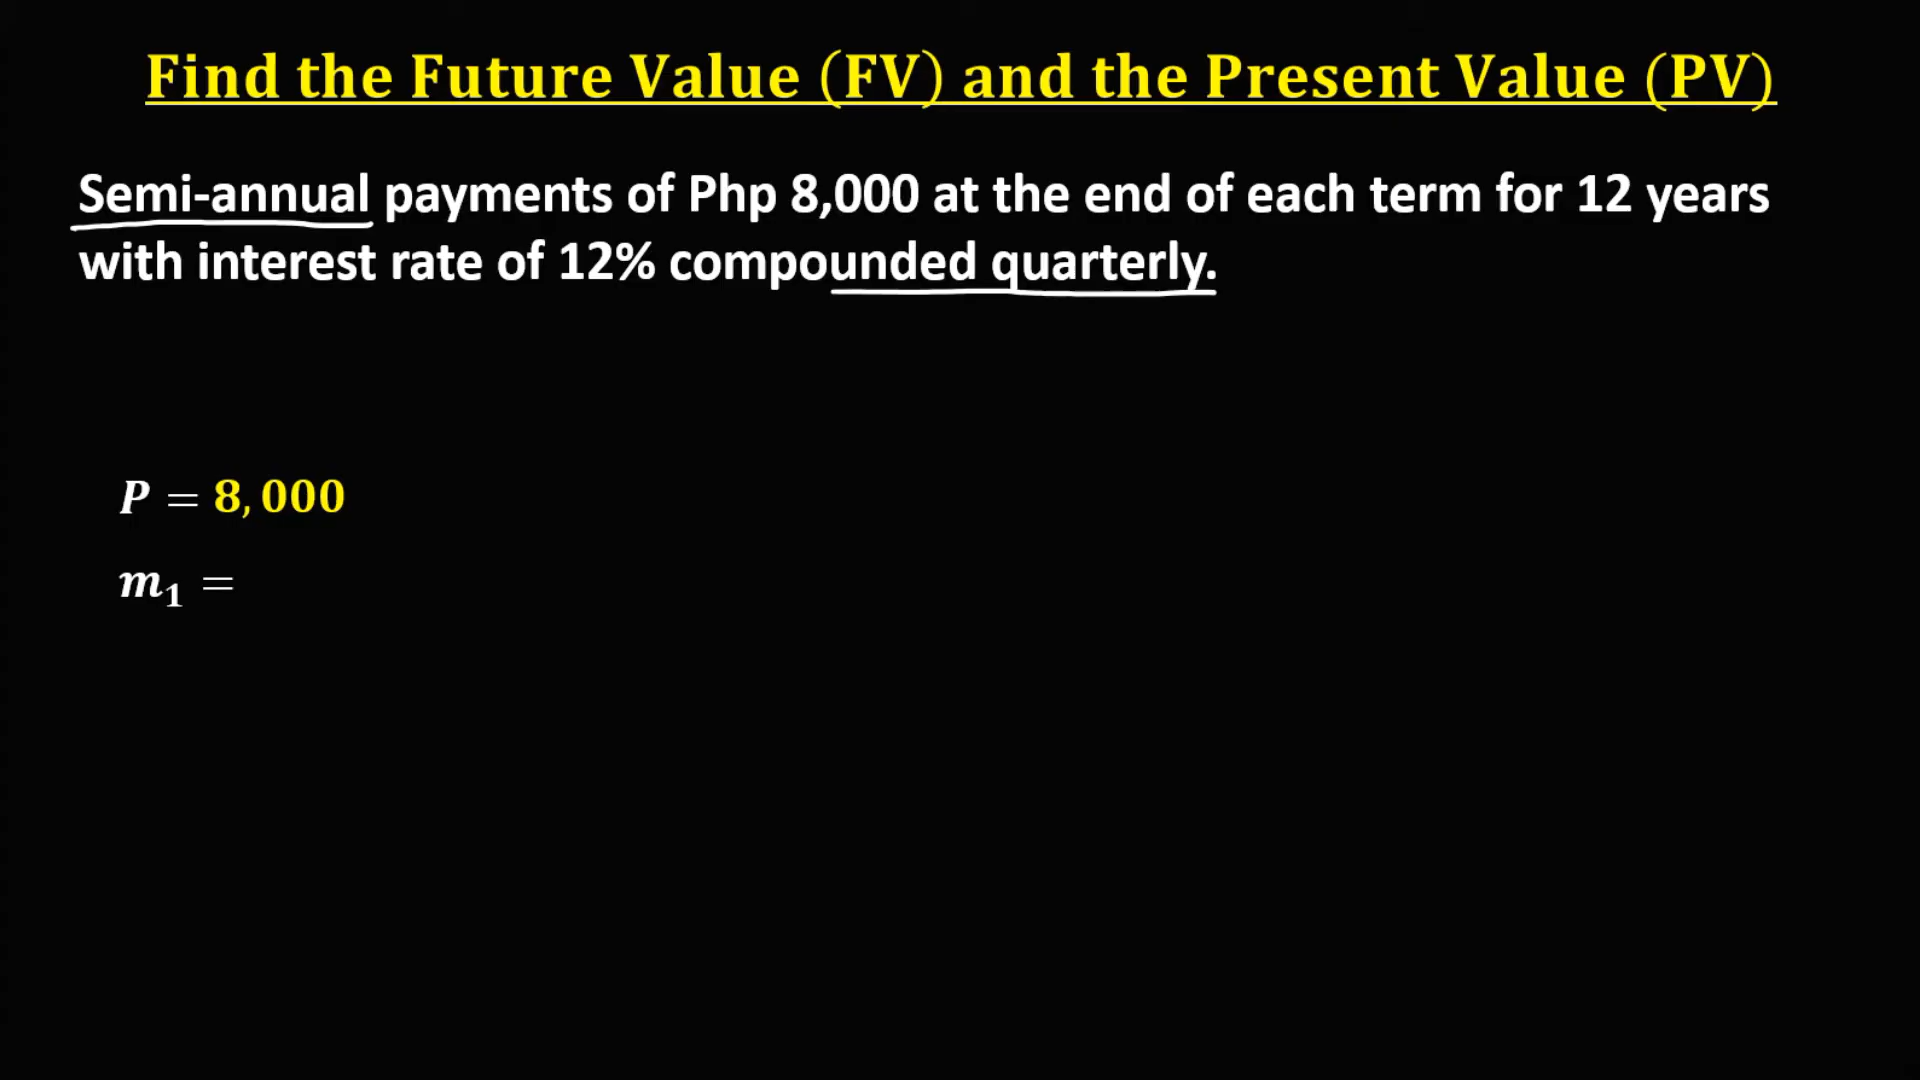 Find the Future Value (FV) and the Present Value (PV)
Semi-annual payments of Php 8,000 at the end of each term for 12 years
with interest rate of 12% compounded quarterly.
P = 8,000
m₁ =